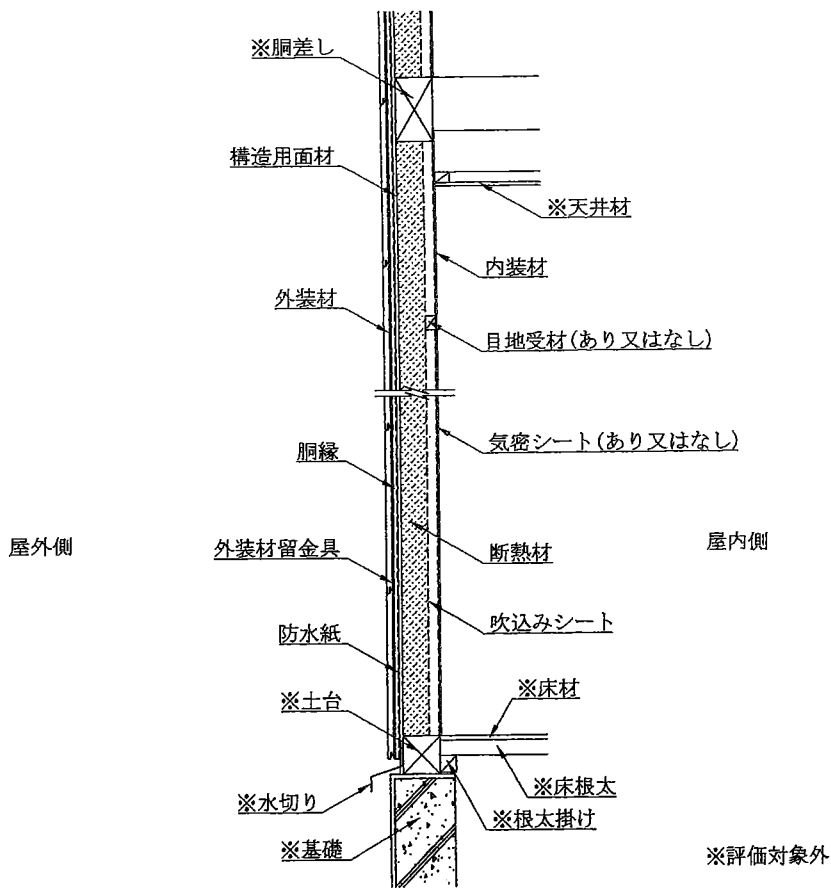 ※胴差し
構造用面材
※天井材
内装材
外装材
目地受材(あり又はなし)
気密シート(あり又はなし)
胴縁
屋外側
外装材留金具
断熱材
屋内側
吹込みシート
防水紙
※床材
※土台
※床根太
※水切り
※根太掛け
※基礎
※評価対象外